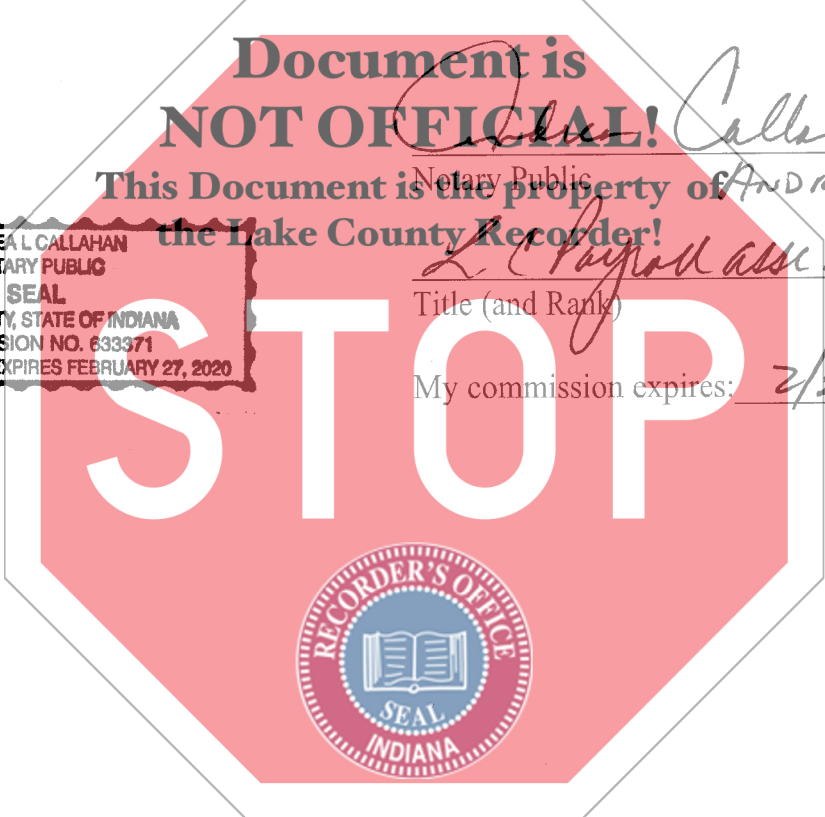 Document is
NOT OFFICIAL!
This Document is the property of
the Lake County Recorder!
Notary Public
Title (and Rank)
My commission expires: 2/
A L CALLAHAN
TARY PUBLIC
SEAL
Y, STATE OF INDIANA
SION NO. 633371
XPIRES FEBRUARY 27, 2020
L C Payroll
STOP
RECORDER'S OFFICE
SEAL
INDIANA